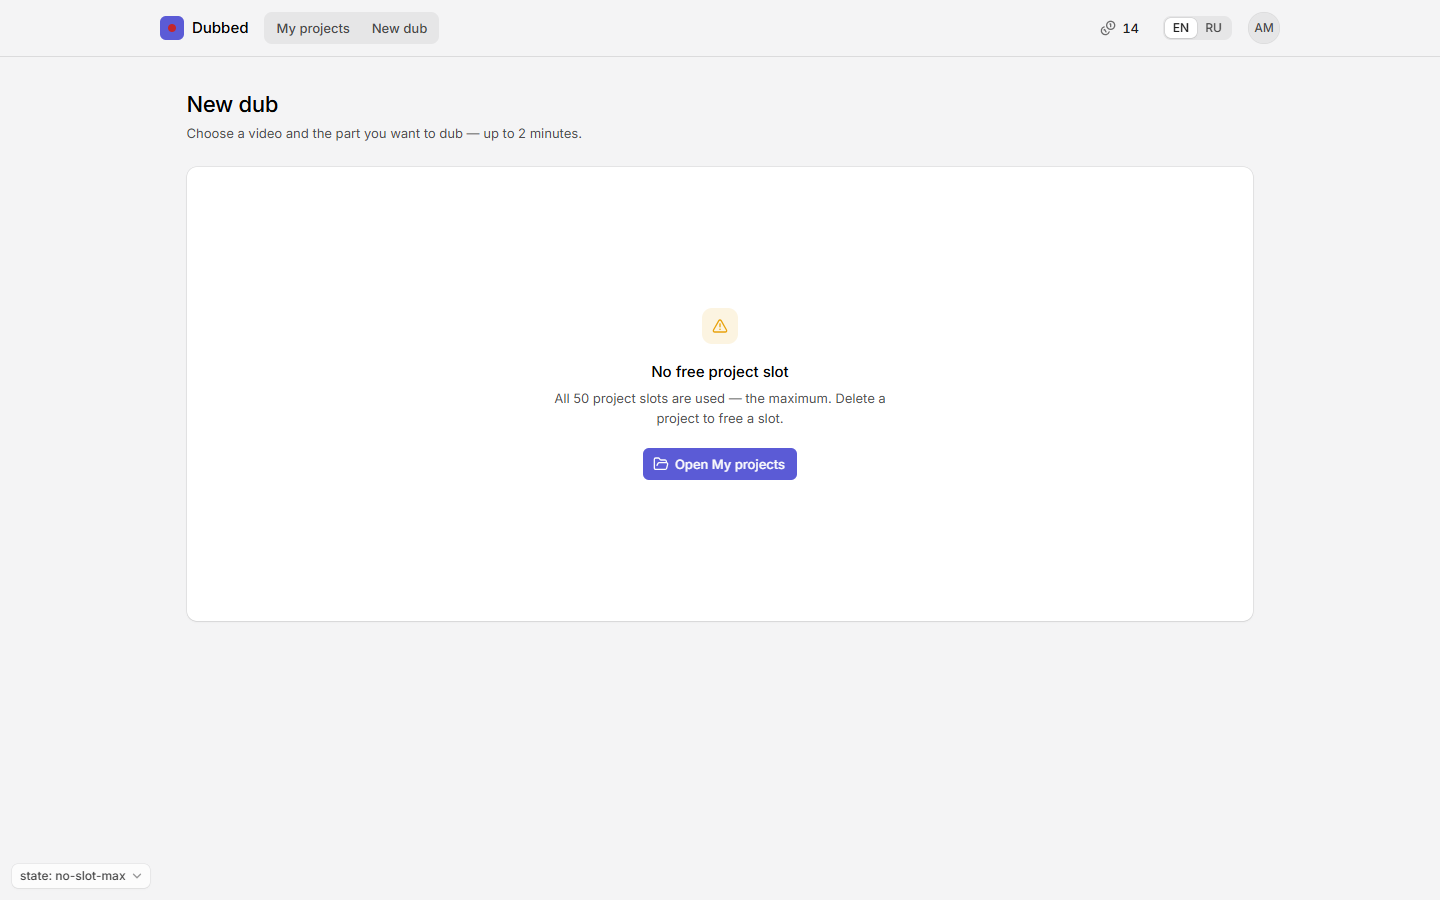 Dubbed
My projects
New dub
14
EN
RU
AM
New dub
Choose a video and the part you want to dub — up to 2 minutes.
No free project slot
All 50 project slots are used — the maximum. Delete a
project to free a slot.
Open My projects
state: no-slot-max